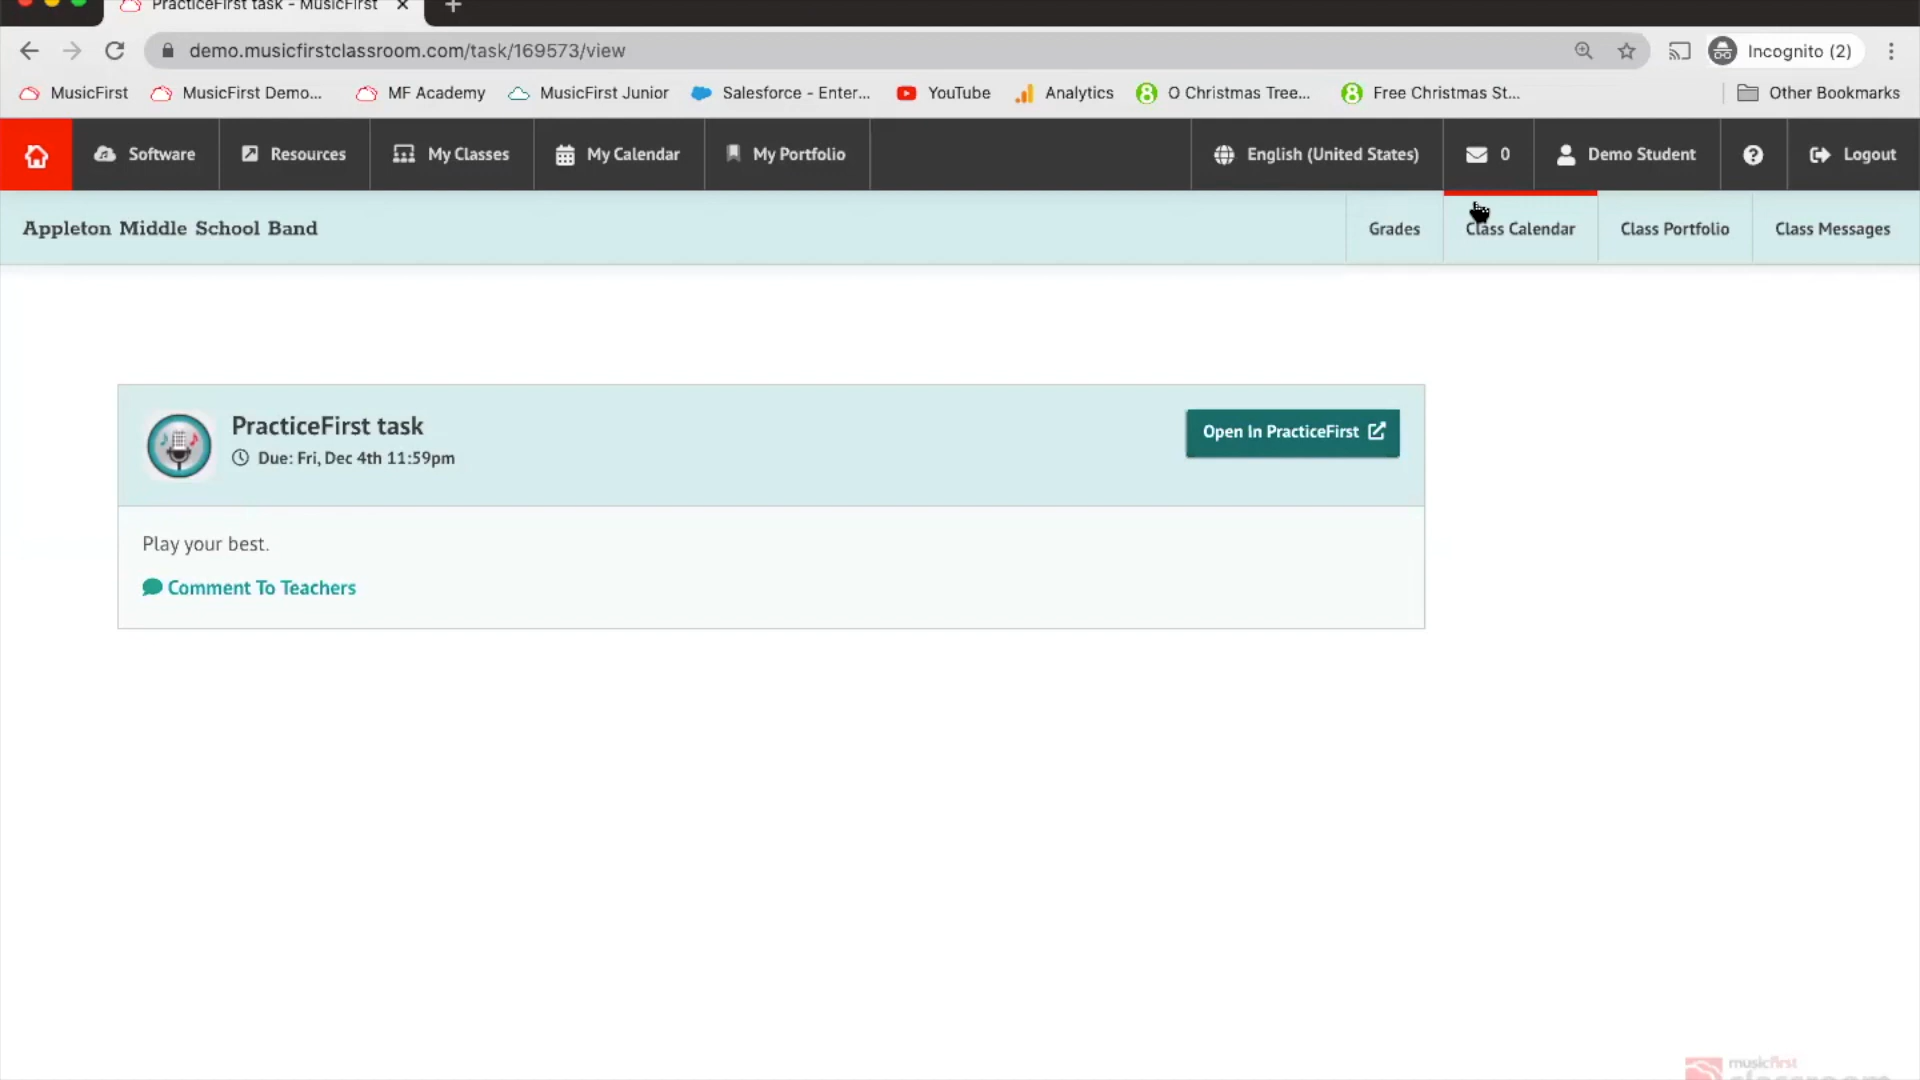 PracticeFirst task - MusicFirst
demo.musicfirstclassroom.com/task/169573/view
Incognito (2)
MusicFirst
MusicFirst Demo...
MF Academy
MusicFirst Junior
Salesforce - Enter...
YouTube
Analytics
O Christmas Tree...
Free Christmas St...
Other Bookmarks
Software
Resources
My Classes
My Calendar
My Portfolio
English (United States)
0
Demo Student
Logout
Appleton Middle School Band
Grades
Class Calendar
Class Portfolio
Class Messages
PracticeFirst task
Due: Fri, Dec 4th 11:59pm
Open In PracticeFirst
Play your best.
Comment To Teachers
musicfirst
classroom